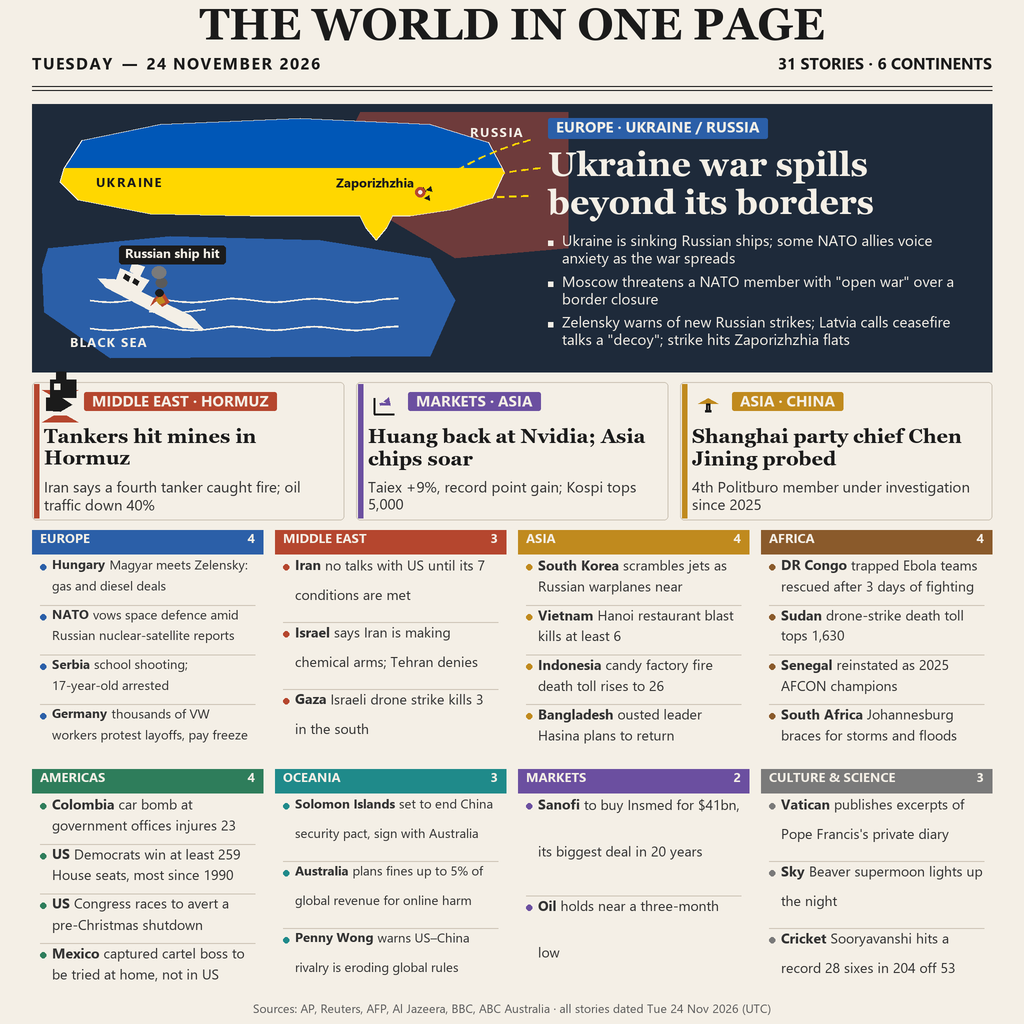 THE WORLD IN ONE PAGE
TUESDAY — 24 NOVEMBER 2026
31 STORIES · 6 CONTINENTS
RUSSIA
UKRAINE
Zaporizhzhia
Russian ship hit
BLACK SEA
EUROPE · UKRAINE / RUSSIA
Ukraine war spills
beyond its borders
Ukraine is sinking Russian ships; some NATO allies voice
anxiety as the war spreads
Moscow threatens a NATO member with "open war" over a
border closure
Zelensky warns of new Russian strikes; Latvia calls ceasefire
talks a "decoy"; strike hits Zaporizhzhia flats
MIDDLE EAST · HORMUZ
Tankers hit mines in
Hormuz
Iran says a fourth tanker caught fire; oil
traffic down 40%
MARKETS · ASIA
Huang back at Nvidia; Asia
chips soar
Taiex +9%, record point gain; Kospi tops
5,000
ASIA · CHINA
Shanghai party chief Chen
Jining probed
4th Politburo member under investigation
since 2025
EUROPE 4
Hungary Magyar meets Zelensky:
gas and diesel deals
NATO vows space defence amid
Russian nuclear-satellite reports
Serbia school shooting;
17-year-old arrested
Germany thousands of VW
workers protest layoffs, pay freeze
MIDDLE EAST 3
Iran no talks with US until its 7
conditions are met
Israel says Iran is making
chemical arms; Tehran denies
Gaza Israeli drone strike kills 3
in the south
ASIA 4
South Korea scrambles jets as
Russian warplanes near
Vietnam Hanoi restaurant blast
kills at least 6
Indonesia candy factory fire
death toll rises to 26
Bangladesh ousted leader
Hasina plans to return
AFRICA 4
DR Congo trapped Ebola teams
rescued after 3 days of fighting
Sudan drone-strike death toll
tops 1,630
Senegal reinstated as 2025
AFCON champions
South Africa Johannesburg
braces for storms and floods
AMERICAS 4
Colombia car bomb at
government offices injures 23
US Democrats win at least 259
House seats, most since 1990
US Congress races to avert a
pre-Christmas shutdown
Mexico captured cartel boss to
be tried at home, not in US
OCEANIA 3
Solomon Islands set to end China
security pact, sign with Australia
Australia plans fines up to 5% of
global revenue for online harm
Penny Wong warns US–China
rivalry is eroding global rules
MARKETS 2
Sanofi to buy Insmed for $41bn,
its biggest deal in 20 years
Oil holds near a three-month
low
CULTURE & SCIENCE 3
Vatican publishes excerpts of
Pope Francis's private diary
Sky Beaver supermoon lights up
the night
Cricket Sooryavanshi hits a
record 28 sixes in 204 off 53
Sources: AP, Reuters, AFP, Al Jazeera, BBC, ABC Australia · all stories dated Tue 24 Nov 2026 (UTC)